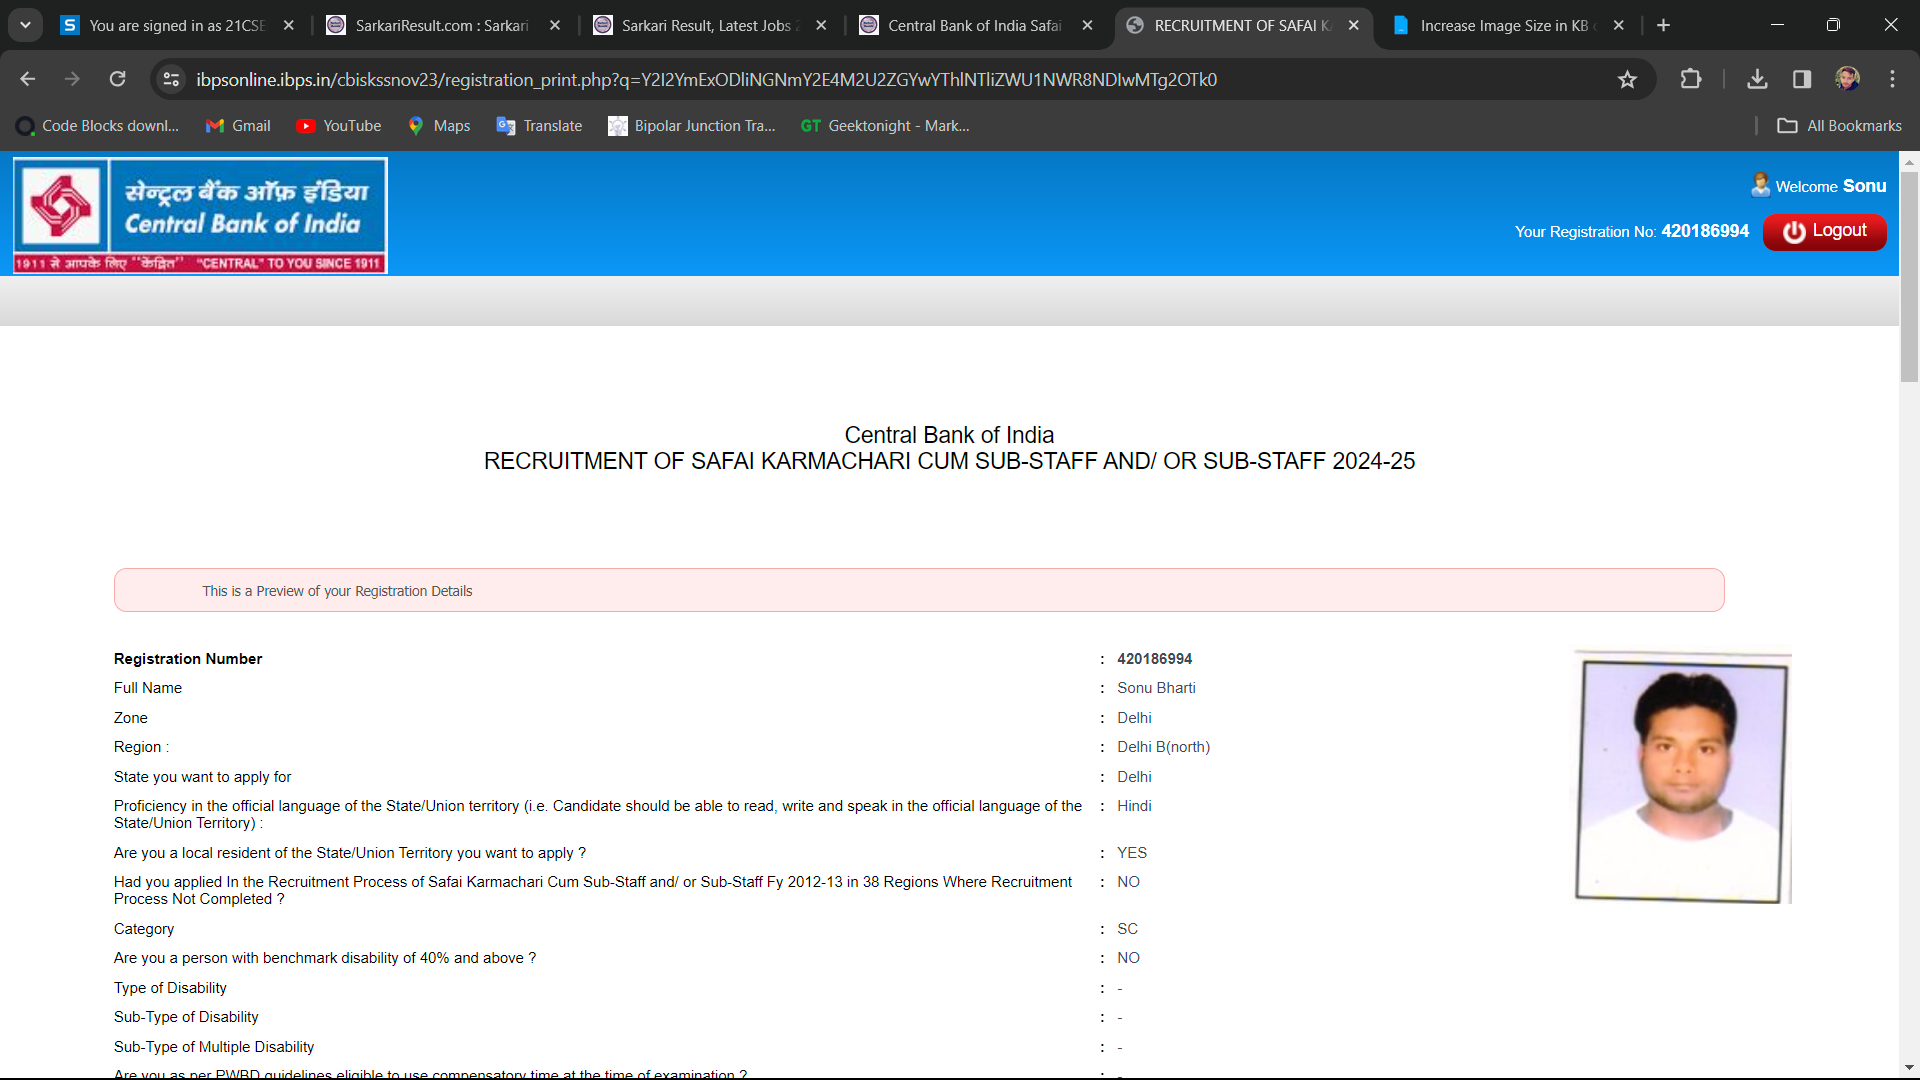 You are signed in as 21CSE
SarkariResult.com : Sarkari
Sarkari Result, Latest Jobs 2
Central Bank of India Safai
RECRUITMENT OF SAFAI KA
Increase Image Size in KB o
ibpsonline.ibps.in/cbiskssnov23/registration_print.php?q=Y2I2YmExODliNGNmY2E4M2U2ZGYwYThlNTliZWU1NWR8NDIwMTg2OTk0
Code Blocks downl...
Gmail
YouTube
Maps
Translate
Bipolar Junction Tra...
GT Geektonight - Mark...
All Bookmarks
सेन्ट्रल बैंक ऑफ़ इंडिया
Central Bank of India
1911 से आपके लिए "केंद्रित" "CENTRAL" TO YOU SINCE 1911
Welcome Sonu
Your Registration No: 420186994
Logout
Central Bank of India
RECRUITMENT OF SAFAI KARMACHARI CUM SUB-STAFF AND/ OR SUB-STAFF 2024-25
This is a Preview of your Registration Details
Registration Number : 420186994
Full Name : Sonu Bharti
Zone : Delhi
Region : : Delhi B(north)
State you want to apply for : Delhi
Proficiency in the official language of the State/Union territory (i.e. Candidate should be able to read, write and speak in the official language of the : Hindi
State/Union Territory) :
Are you a local resident of the State/Union Territory you want to apply ? : YES
Had you applied In the Recruitment Process of Safai Karmachari Cum Sub-Staff and/ or Sub-Staff Fy 2012-13 in 38 Regions Where Recruitment : NO
Process Not Completed ?
Category : SC
Are you a person with benchmark disability of 40% and above ? : NO
Type of Disability : -
Sub-Type of Disability : -
Sub-Type of Multiple Disability : -
Are you as per PWBD guidelines eligible to use compensatory time at the time of examination ? : -